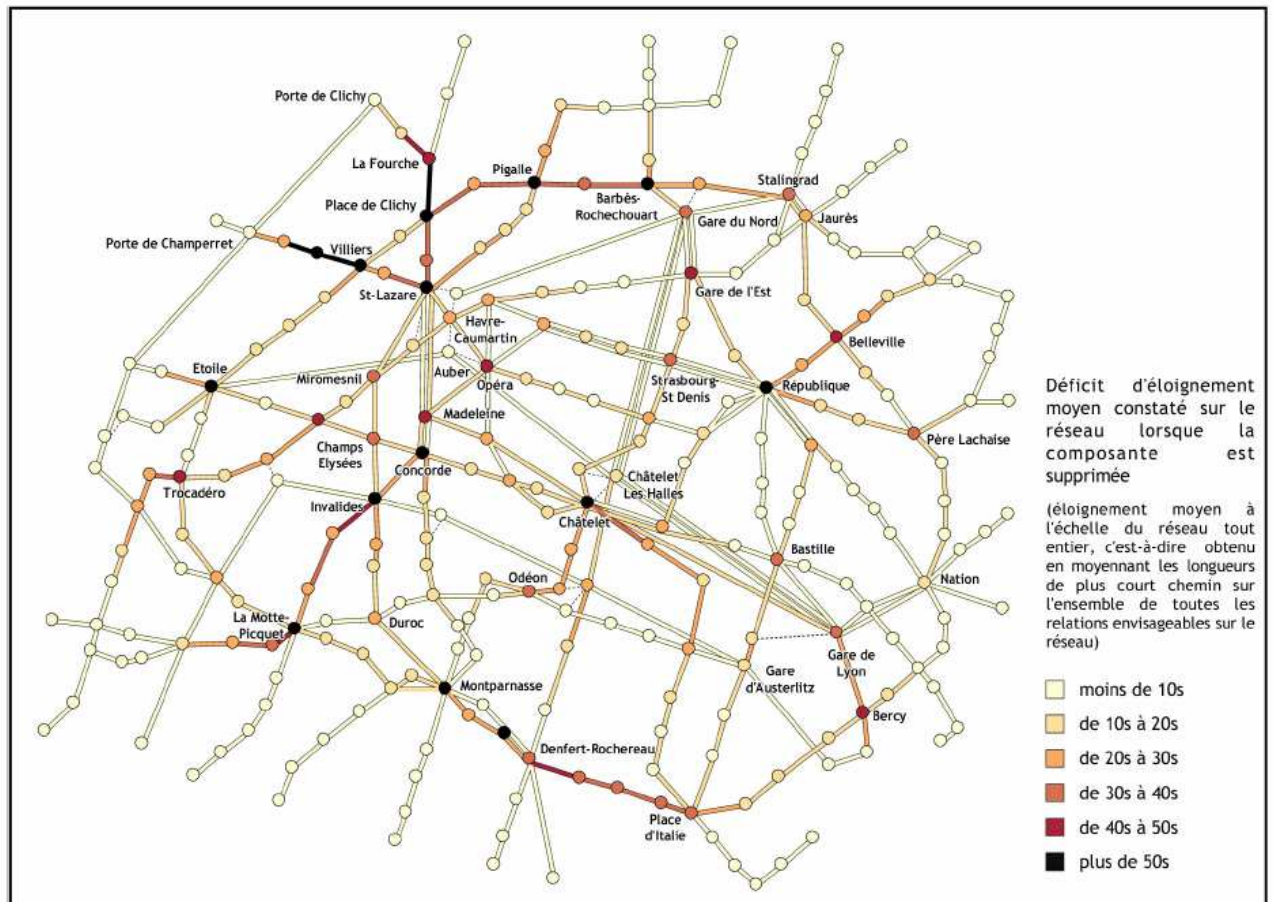 Porte de Clichy
La Fourche
Pigalle
Stalingrad
Place de Clichy
Barbès-
Rochechouart
Gare du Nord
Jaurès
Porte de Champerret
Villiers
St-Lazare
Gare de l'Est
Havre-
Caumartin
Belleville
Etoile
Miromesnil
Auber
Opéra
Strasbourg-
St Denis
République
Madeleine
Champs
Elysées
Père Lachaise
Concorde
Trocadéro
Châtelet
Les Halles
Invalides
Châtelet
Bastille
Odéon
Nation
La Motte-
Picquet
Duroc
Gare de
Lyon
Gare
d'Austerlitz
Montparnasse
Bercy
Denfert-Rochereau
Place
d'Italie
Déficit d'éloignement
moyen constaté sur le
réseau lorsque la
composante est
supprimée
(éloignement moyen à
l'échelle du réseau tout
entier, c'est-à-dire obtenu
en moyennant les longueurs
de plus court chemin sur
l'ensemble de toutes les
relations envisageables sur le
réseau)
moins de 10s
de 10s à 20s
de 20s à 30s
de 30s à 40s
de 40s à 50s
plus de 50s